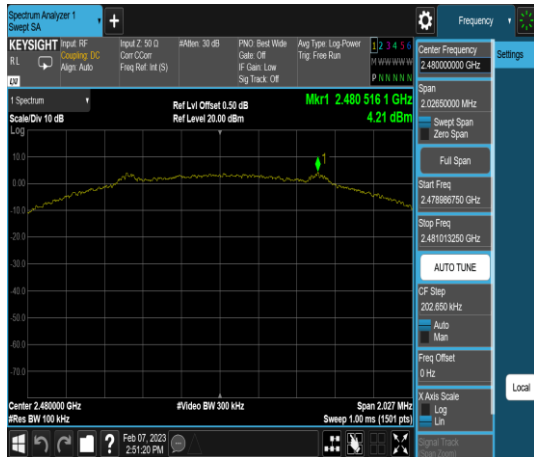 Spectrum Analyzer 1
Swept SA
Frequency
KEYSIGHT
RL
LXI
Input: RF
Coupling: DC
Align: Auto
Input Z: 50 Ω
Corr CCorr
Freq Ref: Int (S)
#Atten: 30 dB
PNO: Best Wide
Gate: Off
IF Gain: Low
Sig Track: Off
Avg Type: Log-Power
Trig: Free Run
1 2 3 4 5 6
M W W W W W
P N N N N N
1 Spectrum
Scale/Div 10 dB
Ref Lvl Offset 0.50 dB
Ref Level 20.00 dBm
Mkr1 2.480 516 1 GHz
4.21 dBm
Log
10.0
0.00
-10.0
-20.0
-30.0
-40.0
-50.0
-60.0
-70.0
1
Center 2.480000 GHz
#Res BW 100 kHz
#Video BW 300 kHz
Span 2.027 MHz
Sweep 1.00 ms (1501 pts)
Feb 07, 2023
2:51:20 PM
Center Frequency
2.480000000 GHz
Span
2.02650000 MHz
Swept Span
Zero Span
Full Span
Start Freq
2.478986750 GHz
Stop Freq
2.481013250 GHz
AUTO TUNE
CF Step
202.650 kHz
Auto
Man
Freq Offset
0 Hz
X Axis Scale
Log
Lin
Signal Track
(Span Zoom)
Settings
Local